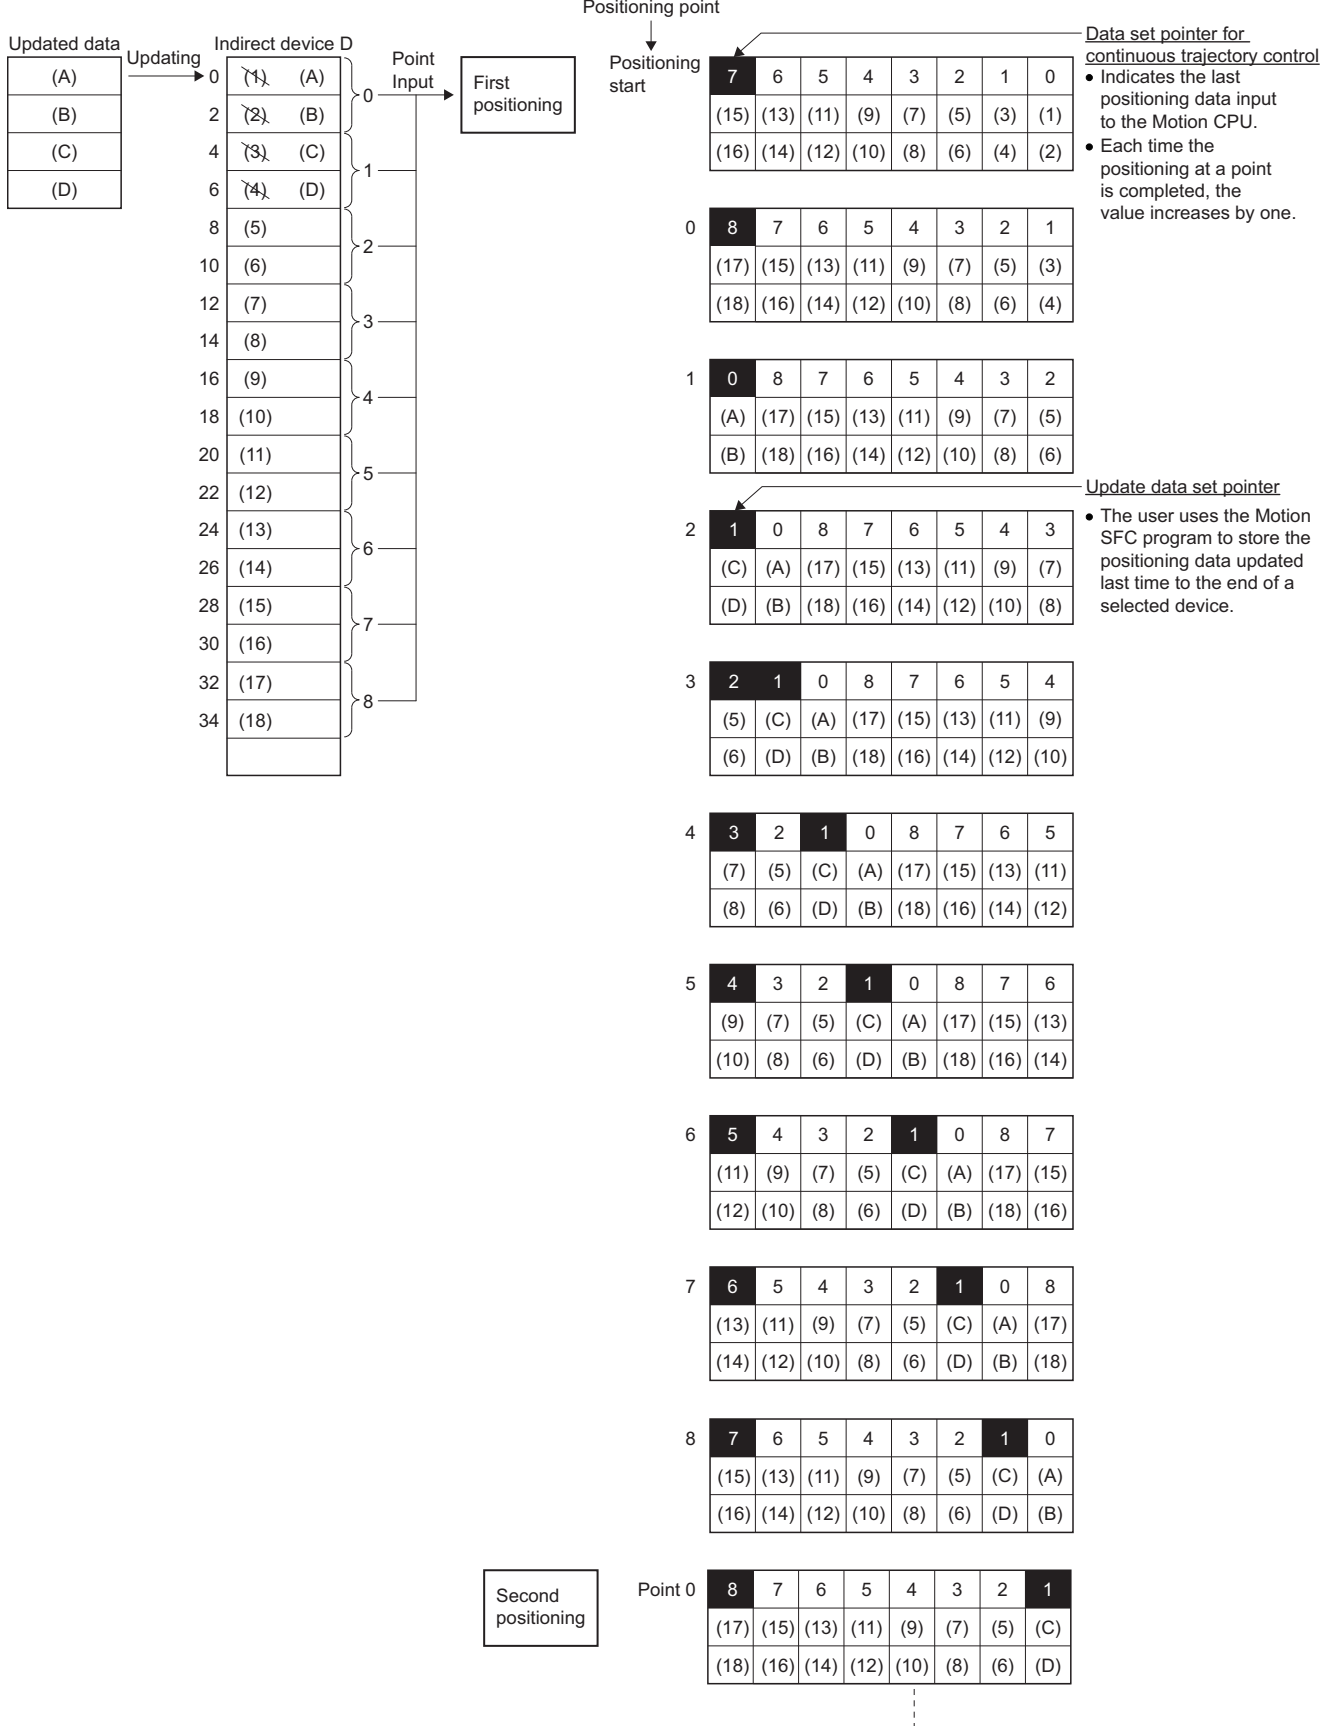 Positioning point
Updated data
Updating
Indirect device D
Point
Input
First
positioning
(A)
(B)
(C)
(D)
0 (1) (A)
2 (2) (B)
4 (3) (C)
6 (4) (D)
8 (5)
10 (6)
12 (7)
14 (8)
16 (9)
18 (10)
20 (11)
22 (12)
24 (13)
26 (14)
28 (15)
30 (16)
32 (17)
34 (18)
0
1
2
3
4
5
6
7
8
Positioning
start
7 6 5 4 3 2 1 0
(15) (13) (11) (9) (7) (5) (3) (1)
(16) (14) (12) (10) (8) (6) (4) (2)
Data set pointer for
continuous trajectory control
● Indicates the last
positioning data input
to the Motion CPU.
● Each time the
positioning at a point
is completed, the
value increases by one.
0 8 7 6 5 4 3 2 1
(17) (15) (13) (11) (9) (7) (5) (3)
(18) (16) (14) (12) (10) (8) (6) (4)
1 0 8 7 6 5 4 3 2
(A) (17) (15) (13) (11) (9) (7) (5)
(B) (18) (16) (14) (12) (10) (8) (6)
Update data set pointer
● The user uses the Motion
SFC program to store the
positioning data updated
last time to the end of a
selected device.
2 1 0 8 7 6 5 4 3
(C) (A) (17) (15) (13) (11) (9) (7)
(D) (B) (18) (16) (14) (12) (10) (8)
3 2 1 0 8 7 6 5 4
(5) (C) (A) (17) (15) (13) (11) (9)
(6) (D) (B) (18) (16) (14) (12) (10)
4 3 2 1 0 8 7 6 5
(7) (5) (C) (A) (17) (15) (13) (11)
(8) (6) (D) (B) (18) (16) (14) (12)
5 4 3 2 1 0 8 7 6
(9) (7) (5) (C) (A) (17) (15) (13)
(10) (8) (6) (D) (B) (18) (16) (14)
6 5 4 3 2 1 0 8 7
(11) (9) (7) (5) (C) (A) (17) (15)
(12) (10) (8) (6) (D) (B) (18) (16)
7 6 5 4 3 2 1 0 8
(13) (11) (9) (7) (5) (C) (A) (17)
(14) (12) (10) (8) (6) (D) (B) (18)
8 7 6 5 4 3 2 1 0
(15) (13) (11) (9) (7) (5) (C) (A)
(16) (14) (12) (10) (8) (6) (D) (B)
Second
positioning
Point 0 8 7 6 5 4 3 2 1
(17) (15) (13) (11) (9) (7) (5) (C)
(18) (16) (14) (12) (10) (8) (6) (D)